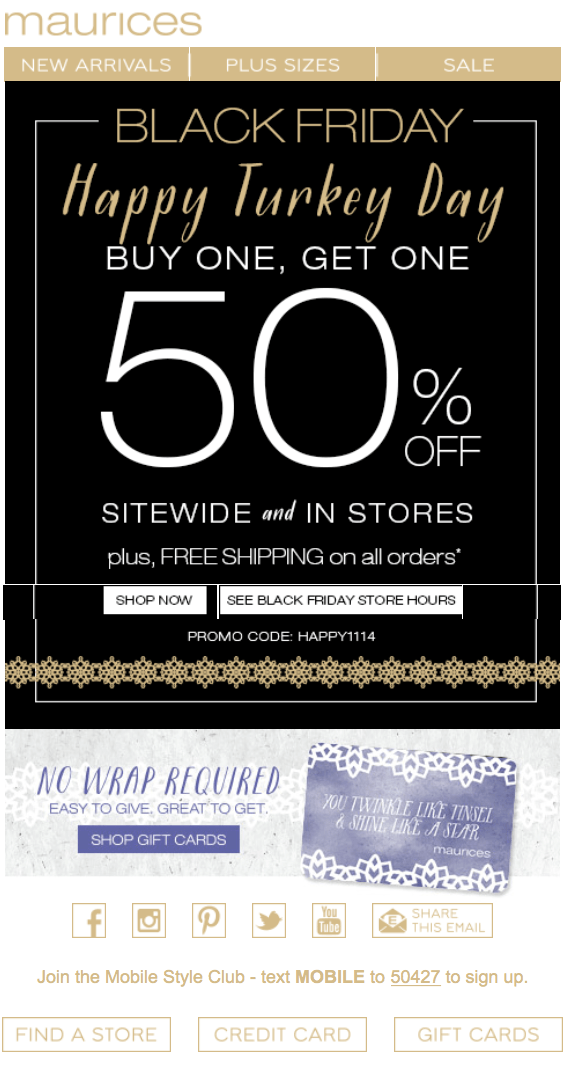 maurices
NEW ARRIVALS PLUS SIZES SALE
BLACK FRIDAY
Happy Turkey Day
BUY ONE, GET ONE
50% OFF
SITEWIDE and IN STORES
plus, FREE SHIPPING on all orders*
SHOP NOW SEE BLACK FRIDAY STORE HOURS
PROMO CODE: HAPPY1114
NO WRAP REQUIRED
EASY TO GIVE, GREAT TO GET.
SHOP GIFT CARDS
YOU TWINKLE LIKE TINSEL
& SHINE LIKE A STAR
maurices
You Tube
SHARE
THIS EMAIL
Join the Mobile Style Club - text MOBILE to 50427 to sign up.
FIND A STORE CREDIT CARD GIFT CARDS